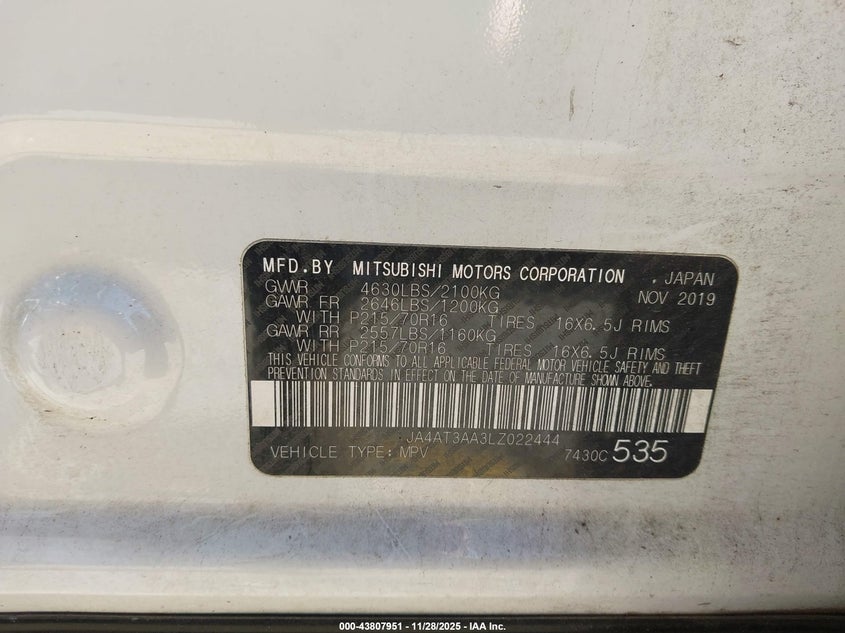 MFD.BY MITSUBISHI MOTORS CORPORATION , JAPAN
GVWR 4630LBS/2100KG NOV 2019
GAWR FR 2646LBS/1200KG
WITH P215/70R16 TIRES 16X6.5J RIMS
GAWR RR 2557LBS/1160KG
WITH P215/70R16 TIRES 16X6.5J RIMS
THIS VEHICLE CONFORMS TO ALL APPLICABLE FEDERAL MOTOR VEHICLE SAFETY AND THEFT
PREVENTION STANDARDS IN EFFECT ON THE DATE OF MANUFACTURE SHOWN ABOVE.
JA4AT3AA3LZ022444
VEHICLE TYPE: MPV 7430C 535
000-43807951 - 11/28/2025 - IAA Inc.